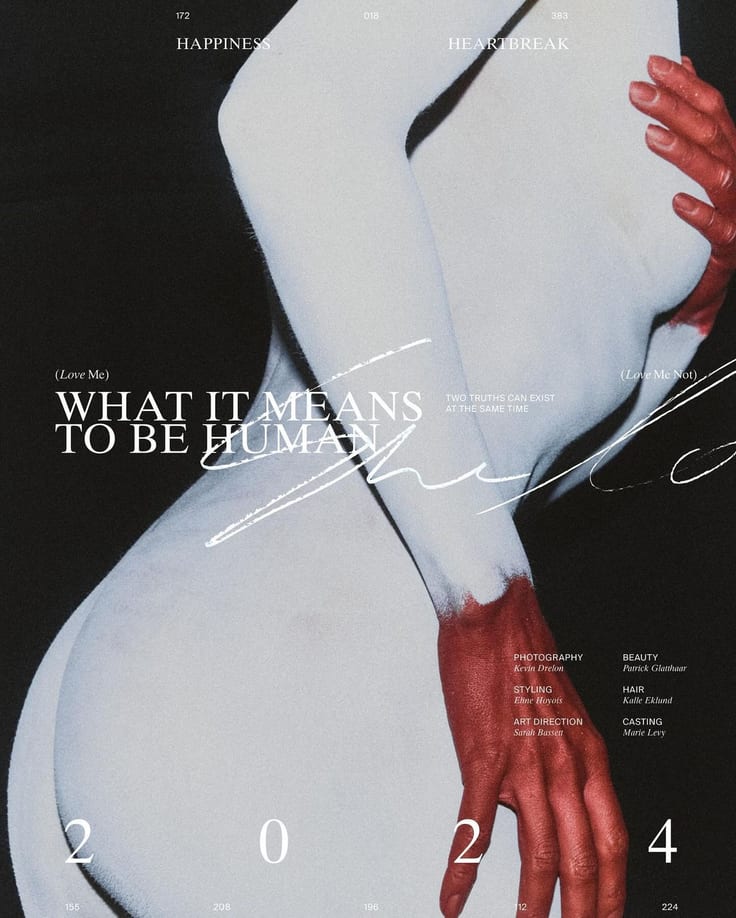 172 018 383
HAPPINESS HEARTBREAK
(Love Me) (Love Me Not)
WHAT IT MEANS
TO BE HUMAN
TWO TRUTHS CAN EXIST
AT THE SAME TIME
PHOTOGRAPHY
Kevin Drelon
BEAUTY
Patrick Glatthaar
STYLING
Eline Hoyois
HAIR
Kalle Eklund
ART DIRECTION
Sarah Bassett
CASTING
Marie Levy
2 0 2 4
155 208 196 112 224